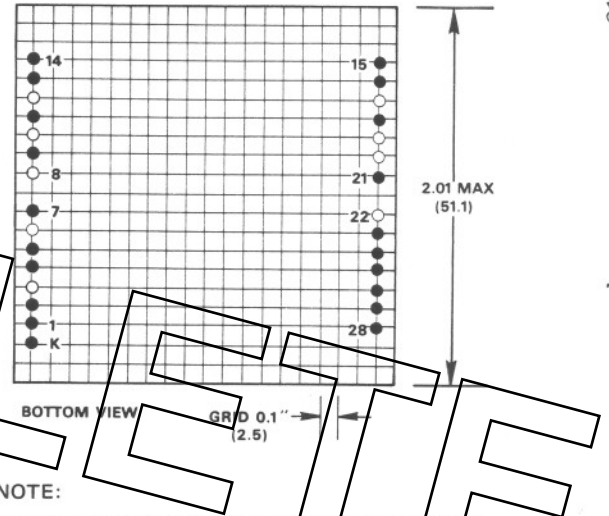 14
15
8
21
7
22
2.01 MAX
(51.1)
1
28
K
BOTTOM VIEW
GRID 0.1"
(2.5)
NOTE: